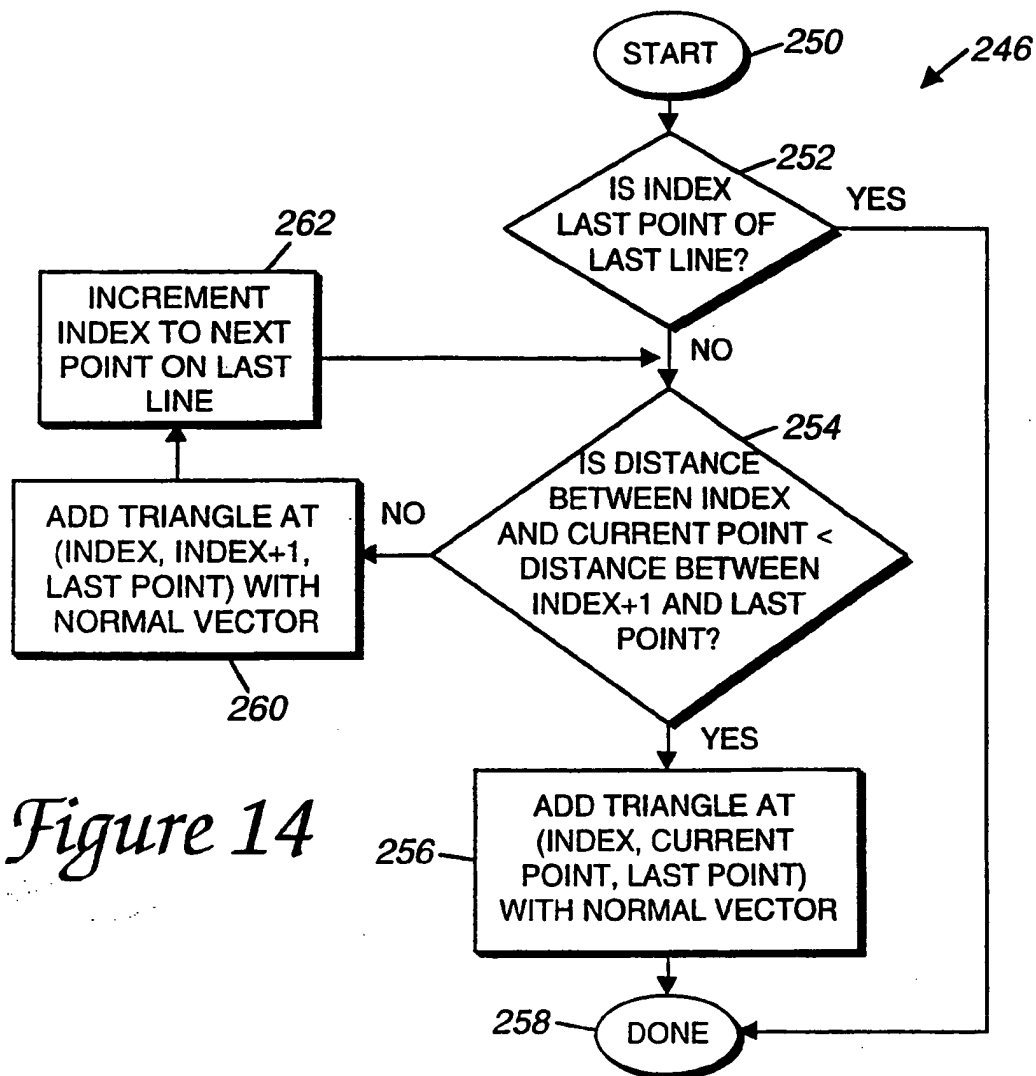 START
250
246
252
IS INDEX
LAST POINT OF
LAST LINE?
YES
262
INCREMENT
INDEX TO NEXT
POINT ON LAST
LINE
NO
254
IS DISTANCE
BETWEEN INDEX
AND CURRENT POINT <
DISTANCE BETWEEN
INDEX+1 AND LAST
POINT?
NO
ADD TRIANGLE AT
(INDEX, INDEX+1,
LAST POINT) WITH
NORMAL VECTOR
260
YES
Figure 14
256
ADD TRIANGLE AT
(INDEX, CURRENT
POINT, LAST POINT)
WITH NORMAL VECTOR
258
DONE